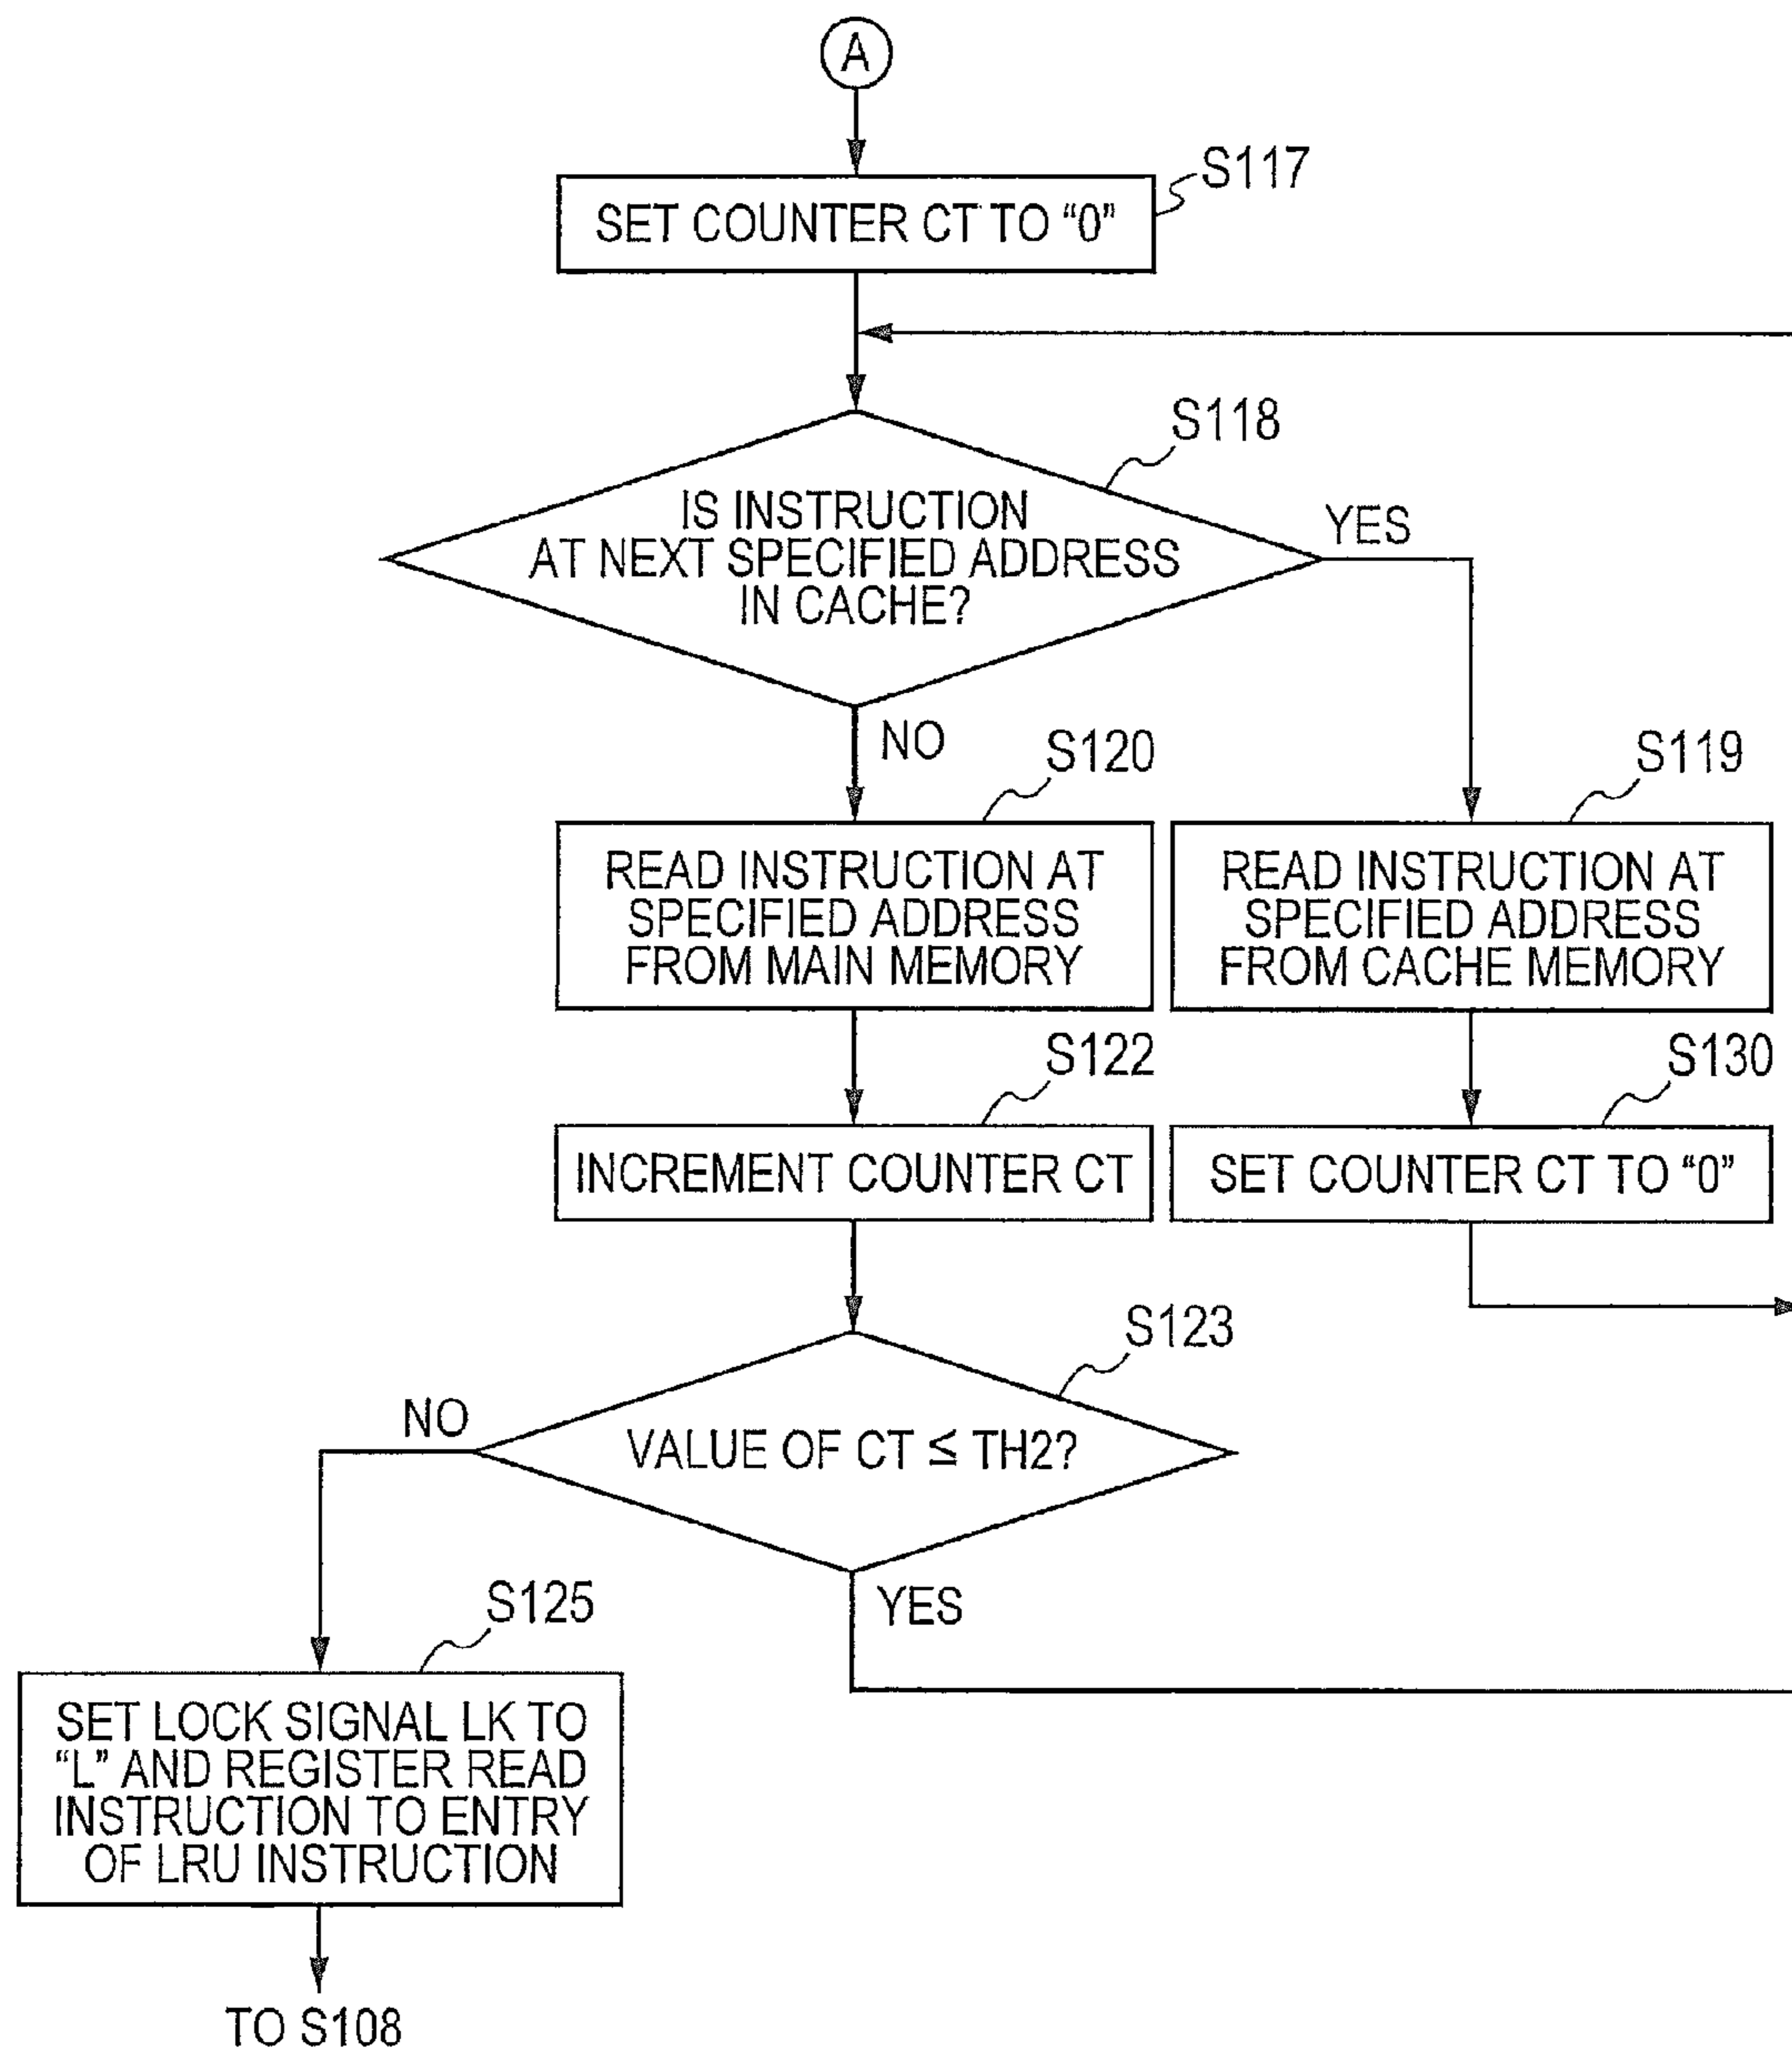 A
S117
SET COUNTER CT TO “0”
S118
IS INSTRUCTION
AT NEXT SPECIFIED ADDRESS
IN CACHE?
YES
NO
S120
S119
READ INSTRUCTION AT
SPECIFIED ADDRESS
FROM MAIN MEMORY
READ INSTRUCTION AT
SPECIFIED ADDRESS
FROM CACHE MEMORY
S122
S130
INCREMENT COUNTER CT
SET COUNTER CT TO “0”
S123
NO
VALUE OF CT ≤ TH2?
YES
S125
SET LOCK SIGNAL LK TO
“L” AND REGISTER READ
INSTRUCTION TO ENTRY
OF LRU INSTRUCTION
TO S108